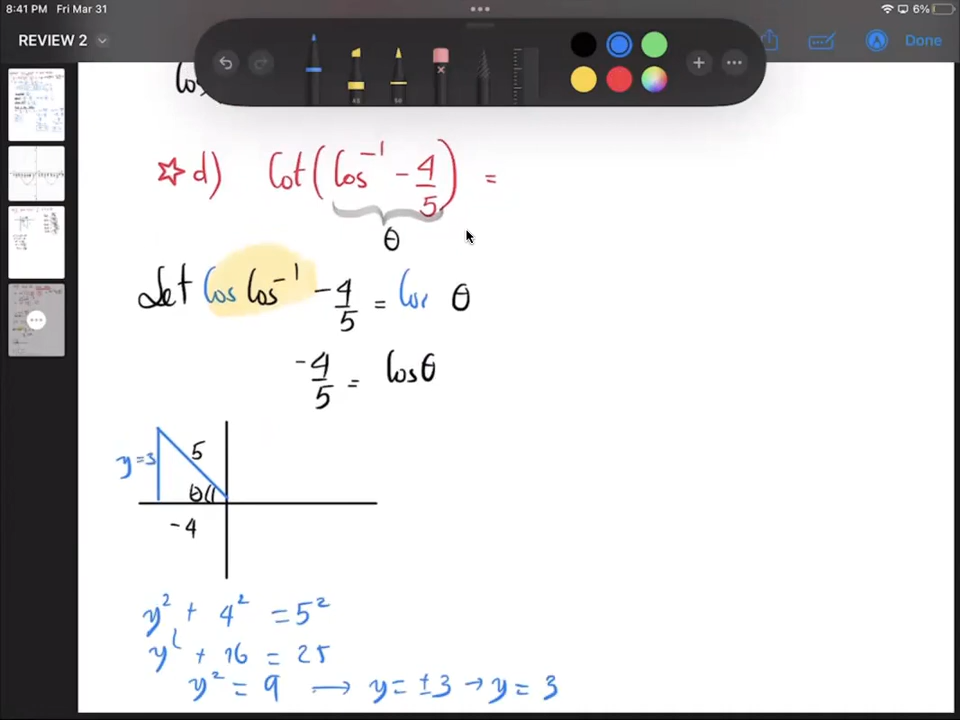 8:41 PM Fri Mar 31
6%
REVIEW 2
Done
Cos
☆ d) Cot(Cos⁻¹ -4/5) =
θ
Let Cos Cos⁻¹ -4/5 = Cos θ
-4/5 = Cosθ
y=3
5
θ
-4
y² + 4² = 5²
y² + 16 = 25
y² = 9 → y = ±3 → y = 3